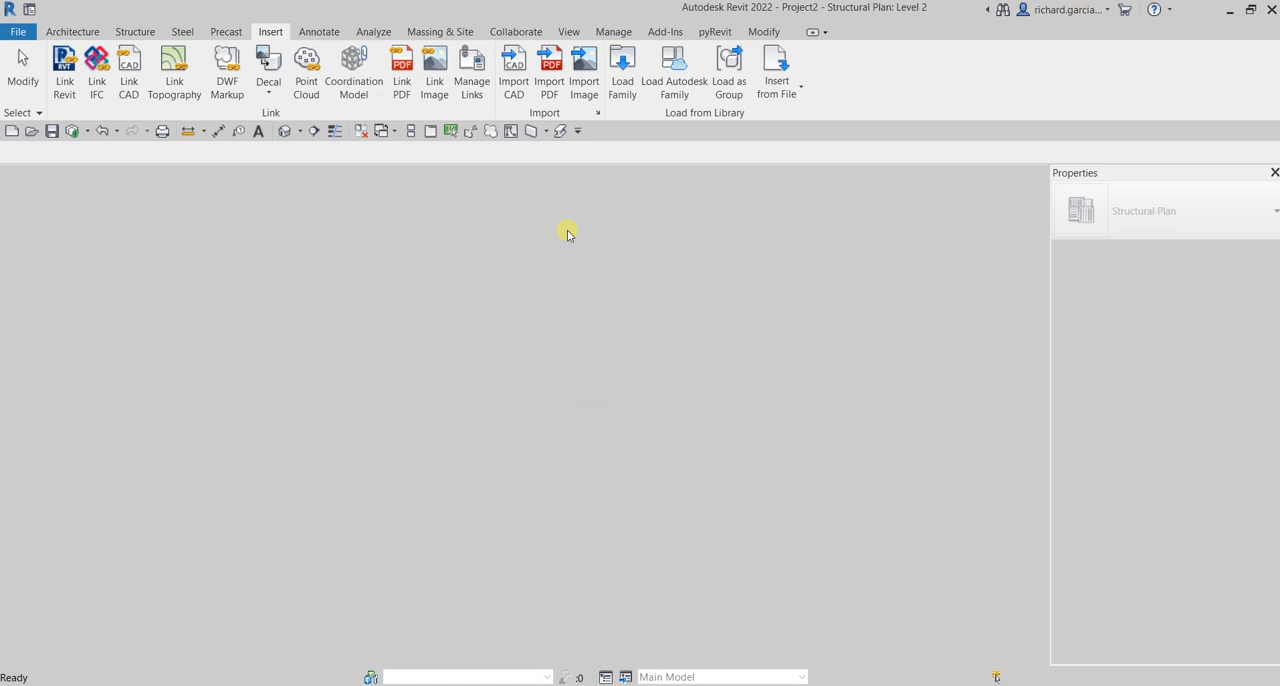 Autodesk Revit 2022 - Project2 - Structural Plan: Level 2
richard.garcia...
File Architecture Structure Steel Precast Insert Annotate Analyze Massing & Site Collaborate View Manage Add-Ins pyRevit Modify
Modify
Link Revit
Link IFC
Link CAD
Link Topography
DWF Markup
Decal
Point Cloud
Coordination Model
Link PDF
Link Image
Manage Links
Import CAD
Import PDF
Import Image
Load Family
Load Autodesk Family
Load as Group
Insert from File
Select Link Import Load from Library
Properties
Structural Plan
Ready
:0
Main Model